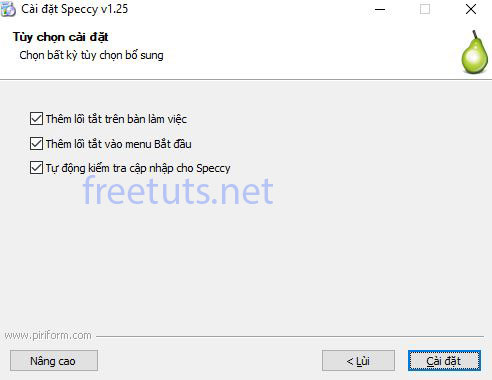 Cài đặt Speccy v1.25
Tùy chọn cài đặt
Chọn bất kỳ tùy chọn bổ sung
Thêm lối tắt trên bàn làm việc
Thêm lối tắt vào menu Bắt đầu
Tự động kiểm tra cập nhập cho Speccy
freetuts.net
www.piriform.com
Nâng cao
< Lùi
Cài đặt